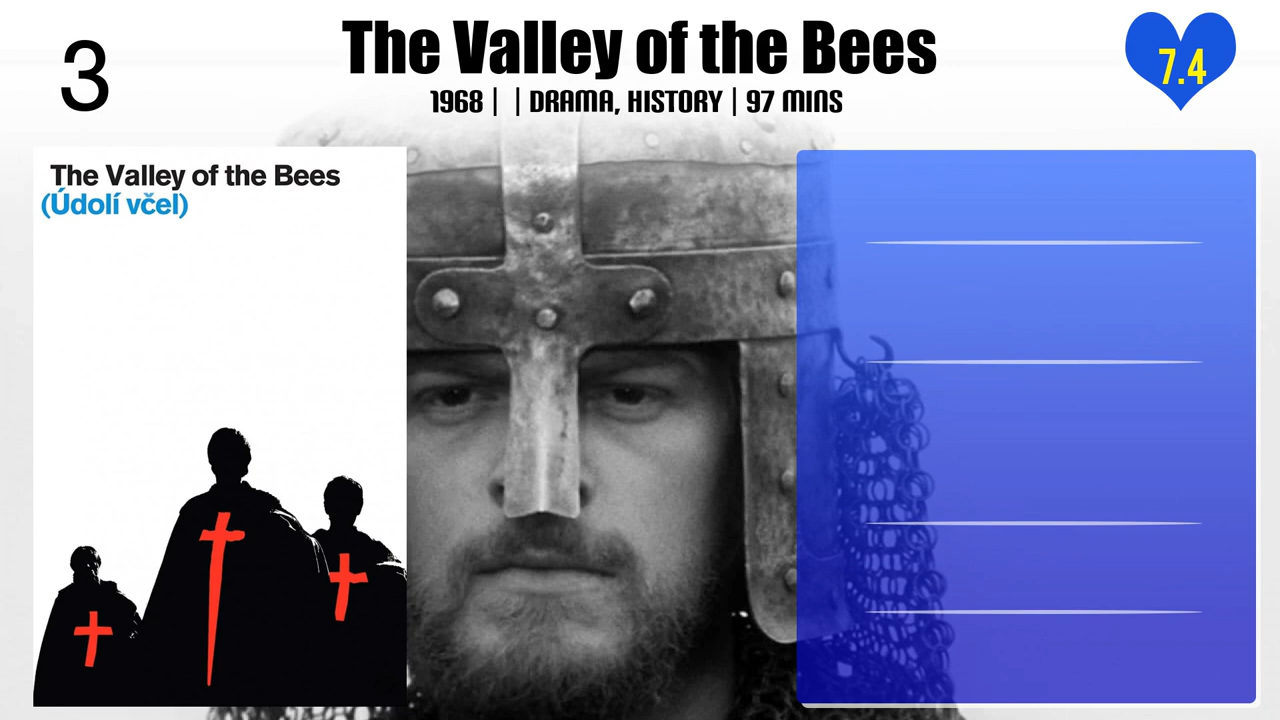 3
The Valley of the Bees
7.4
1968 | | DRAMA, HISTORY | 97 MINS
The Valley of the Bees
(Údolí včel)